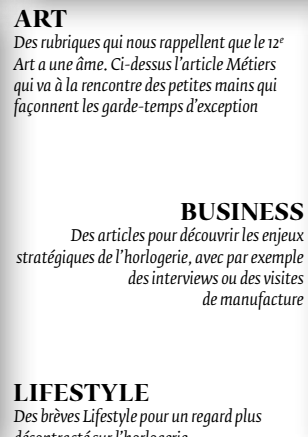 ART
Des rubriques qui nous rappellent que le 12e
Art a une âme. Ci-dessus l'article Métiers
qui va à la rencontre des petites mains qui
façonnent les garde-temps d'exception
BUSINESS
Des articles pour découvrir les enjeux
stratégiques de l'horlogerie, avec par exemple
des interviews ou des visites
de manufacture
LIFESTYLE
Des brèves Lifestyle pour un regard plus
décontracté sur l'horlogerie